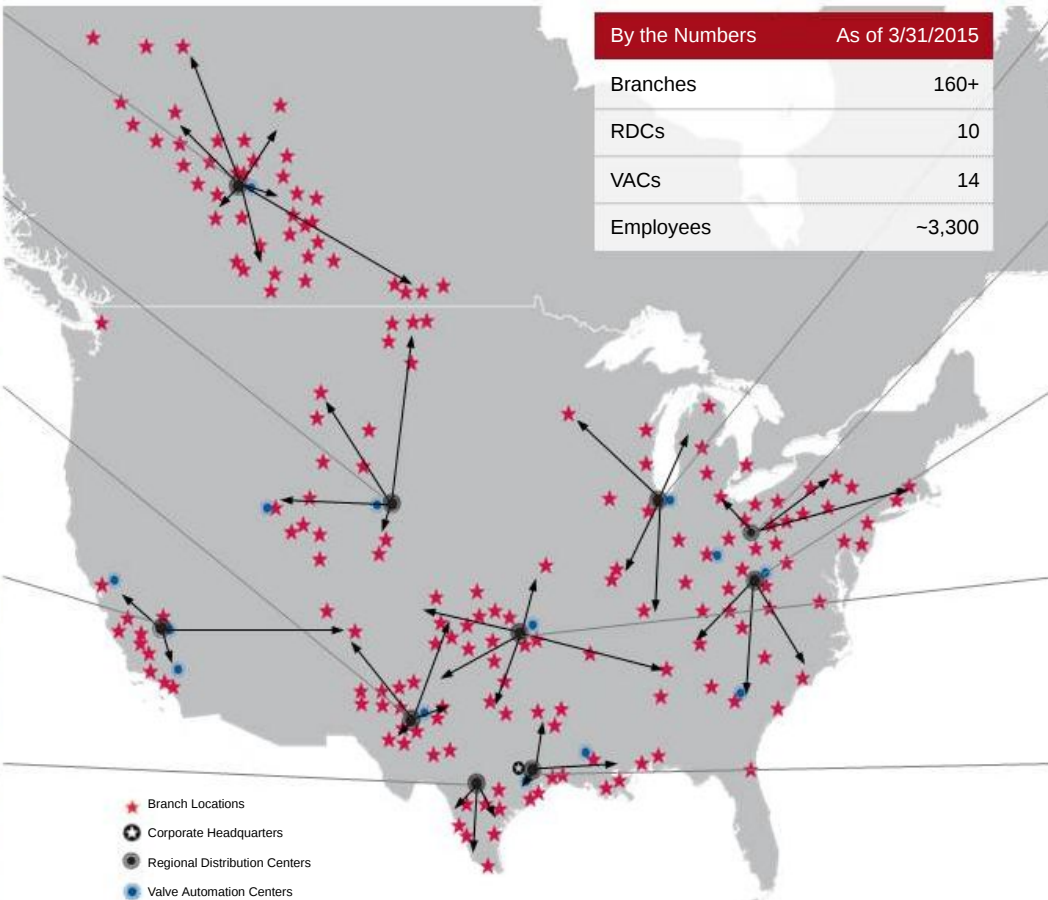 By the Numbers As of 3/31/2015
Branches 160+
RDCs 10
VACs 14
Employees ~3,300
Branch Locations
Corporate Headquarters
Regional Distribution Centers
Valve Automation Centers